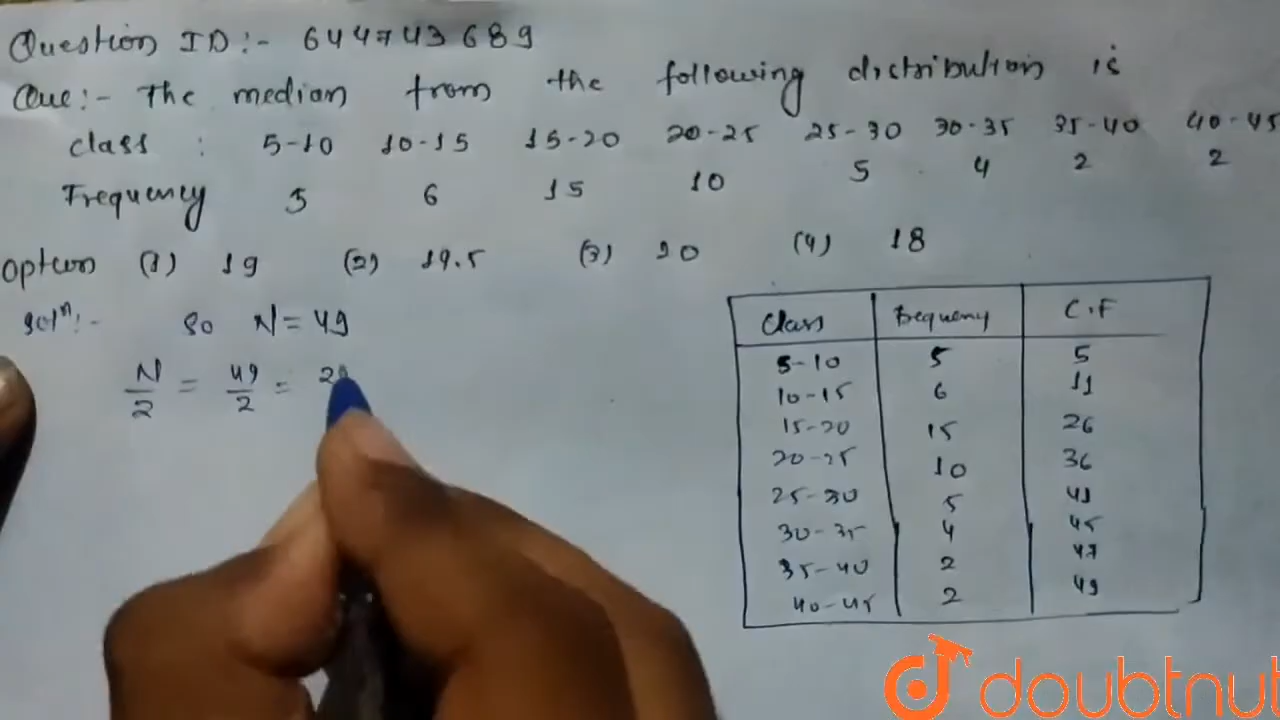 Question ID:- 644743689
Que:- The median from the following distribution is
class : 5-10 10-15 15-20 20-25 25-30 30-35 35-40 40-45
Frequency 5 6 15 10 5 4 2 2
option (1) 19 (2) 19.5 (3) 20 (4) 18
solⁿ:- so N = 49
N/2 = 49/2 = 2
Class Frequency C.F
5-10 5 5
10-15 6 11
15-20 15 26
20-25 10 36
25-30 5 41
30-35 4 45
35-40 2 47
40-45 2 49
doubtnut